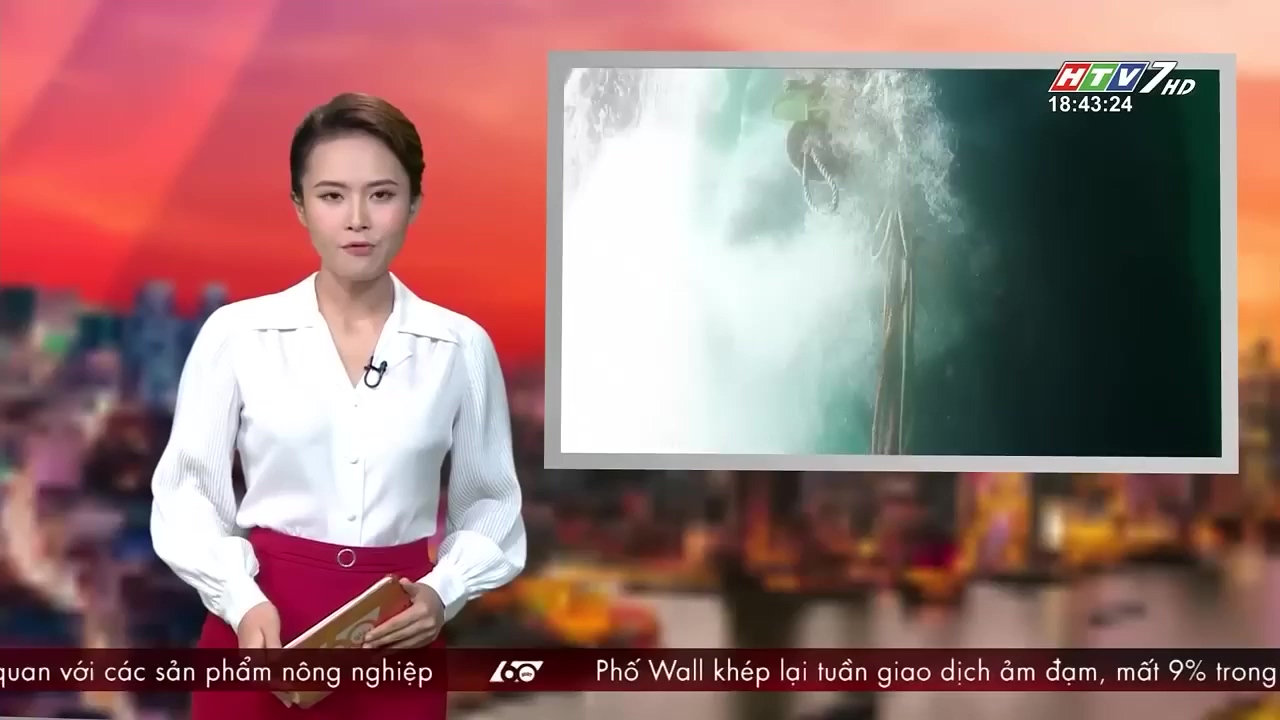 HTV7 HD
18:43:24
quan với các sản phẩm nông nghiệp
60
Phố Wall khép lại tuần giao dịch ảm đạm, mất 9% trong